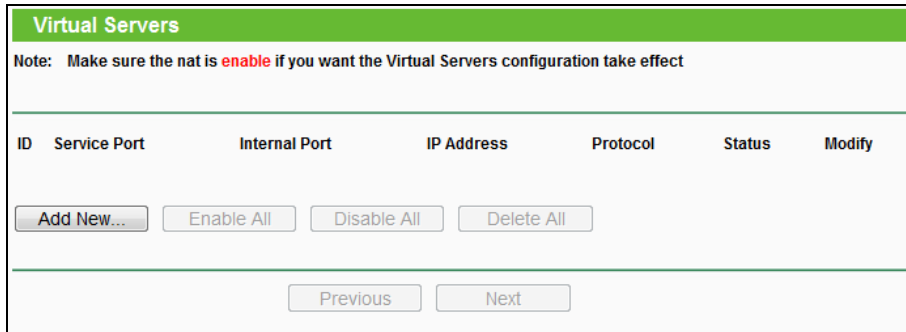 Virtual Servers
Note: Make sure the nat is enable if you want the Virtual Servers configuration take effect
ID Service Port Internal Port IP Address Protocol Status Modify
Add New... Enable All Disable All Delete All
Previous Next